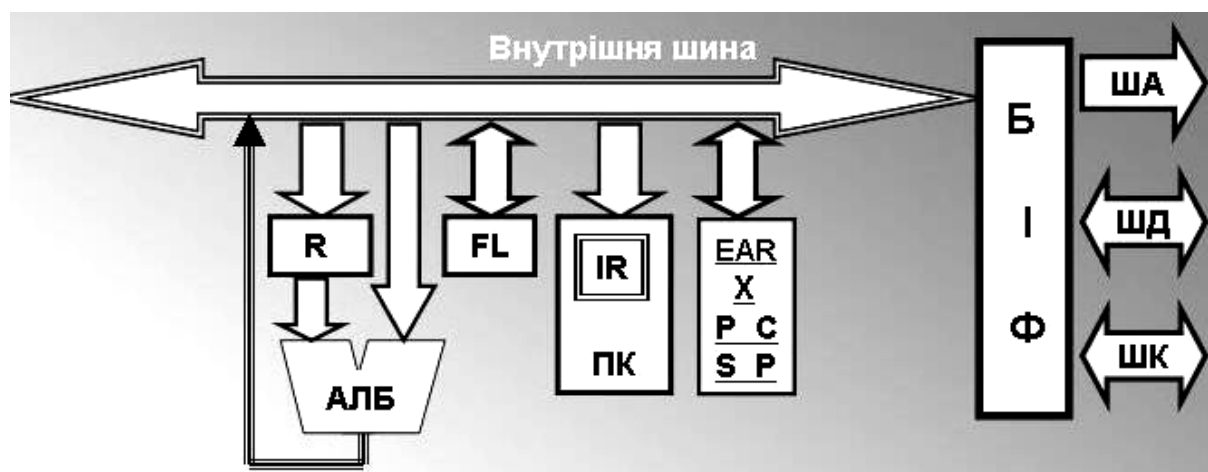 Внутрішня шина
R
АЛБ
FL
IR
ПК
EAR
X
P C
S P
Б
І
Ф
ША
ШД
ШК